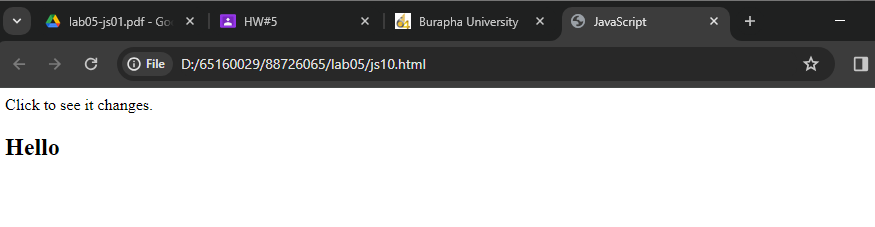 lab05-js01.pdf - Go
HW#5
Burapha University
JavaScript
File
D:/65160029/88726065/lab05/js10.html
Click to see it changes.
Hello